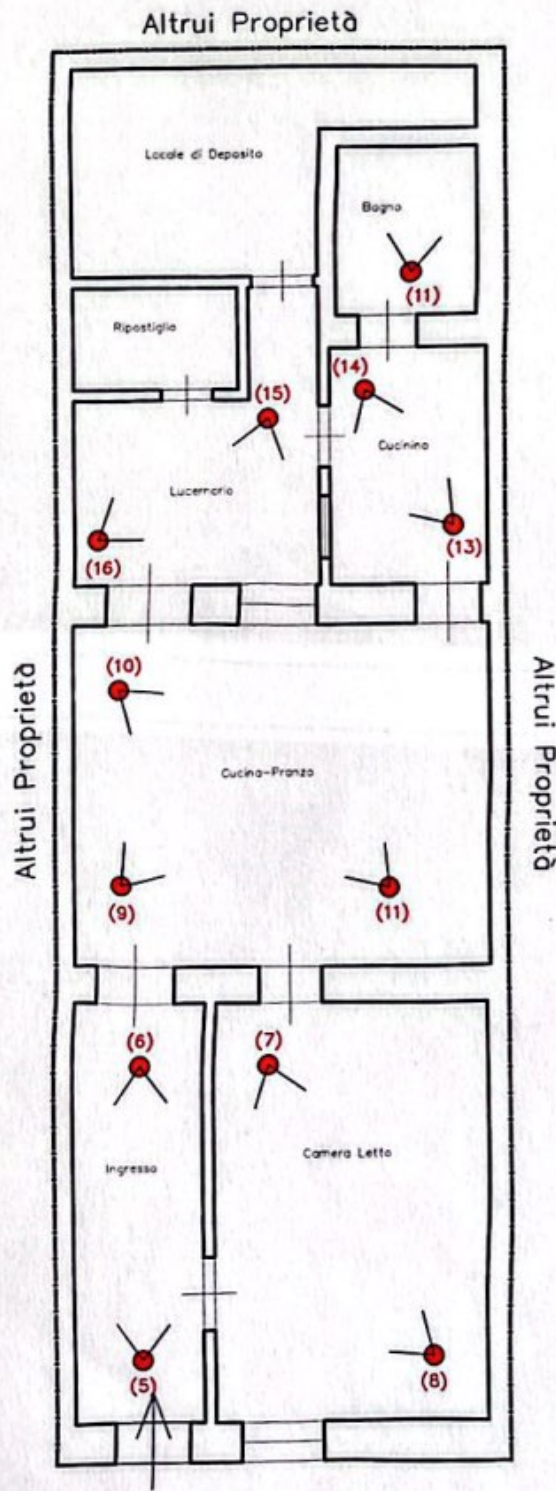 Altrui Proprietà
Locale di Deposito
Bagno
(11)
Ripostiglio
(14)
(15)
Cucinino
Lucernario
(13)
(16)
(10)
Cucina-Pranzo
Altrui Proprietà
Altrui Proprietà
(9)
(11)
(6)
(7)
Camera Letto
Ingresso
(5)
(8)